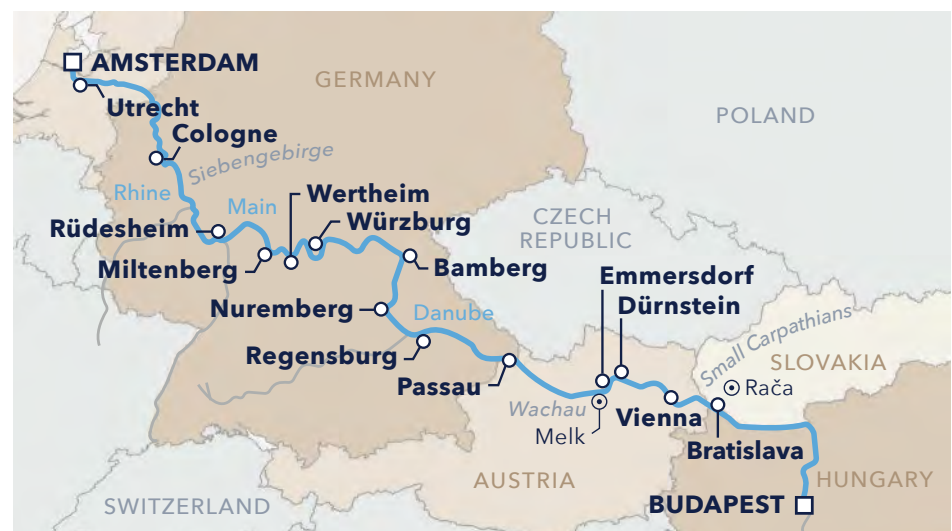 AMSTERDAM
GERMANY
Utrecht
POLAND
Cologne
Siebengebirge
Rhine
Main
Wertheim
Würzburg
Rüdesheim
CZECH
REPUBLIC
Miltenberg
Bamberg
Emmersdorf
Dürnstein
Nuremberg
Danube
Small Carpathians
Regensburg
SLOVAKIA
Passau
Rača
Wachau
Vienna
Melk
Bratislava
AUSTRIA
HUNGARY
SWITZERLAND
BUDAPEST